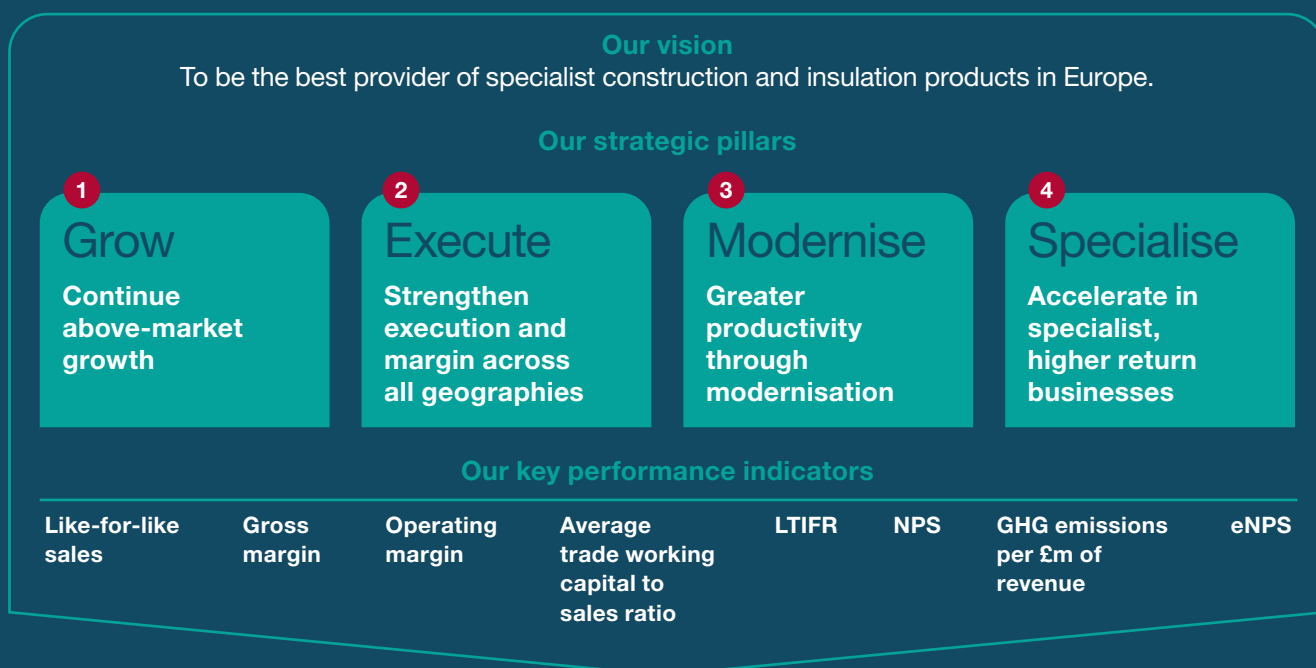 Our vision
To be the best provider of specialist construction and insulation products in Europe.
Our strategic pillars
1
Grow
Continue
above-market
growth
2
Execute
Strengthen
execution and
margin across
all geographies
3
Modernise
Greater
productivity
through
modernisation
4
Specialise
Accelerate in
specialist,
higher return
businesses
Our key performance indicators
Like-for-like
sales
Gross
margin
Operating
margin
Average
trade working
capital to
sales ratio
LTIFR
NPS
GHG emissions
per £m of
revenue
eNPS